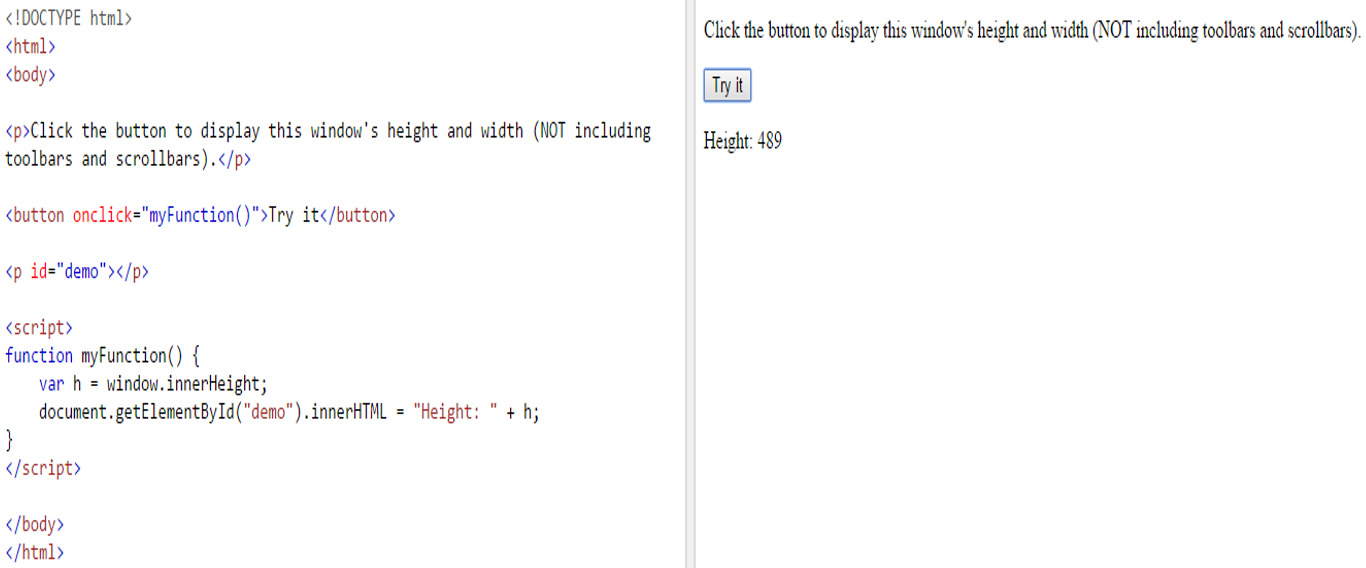 <!DOCTYPE html>
<html>
<body>
<p>Click the button to display this window's height and width (NOT including
toolbars and scrollbars).</p>
<button onclick="myFunction()">Try it</button>
<p id="demo"></p>
<script>
function myFunction() {
    var h = window.innerHeight;
    document.getElementById("demo").innerHTML = "Height: " + h;
}
</script>
</body>
</html>
Click the button to display this window's height and width (NOT including toolbars and scrollbars).
Try it
Height: 489